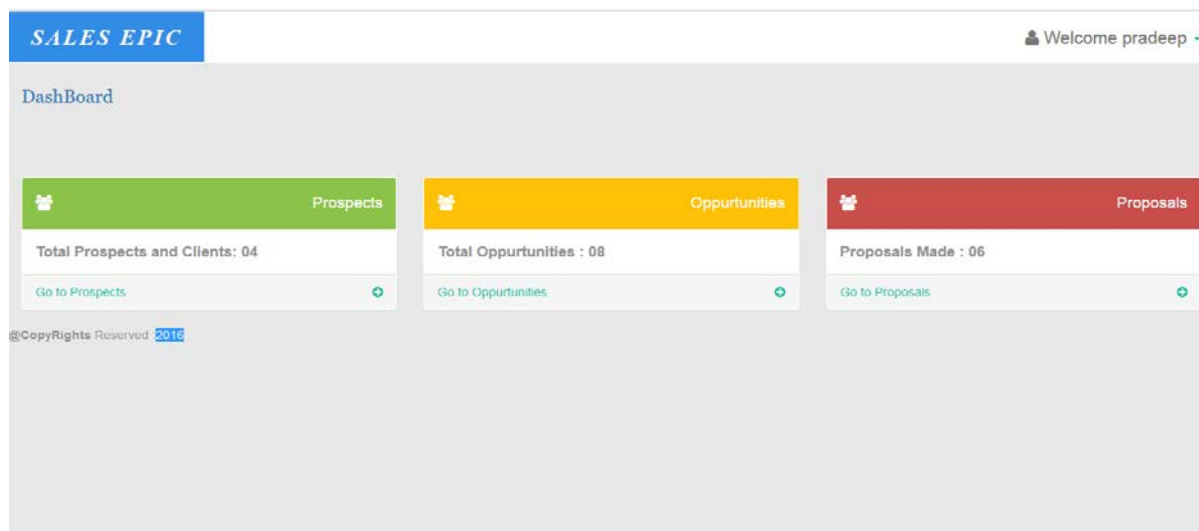 SALES EPIC
Welcome pradeep
DashBoard
Prospects
Total Prospects and Clients: 04
Go to Prospects
Oppurtunities
Total Oppurtunities : 08
Go to Oppurtunities
Proposals
Proposals Made : 06
Go to Proposals
@CopyRights Reserved 2016